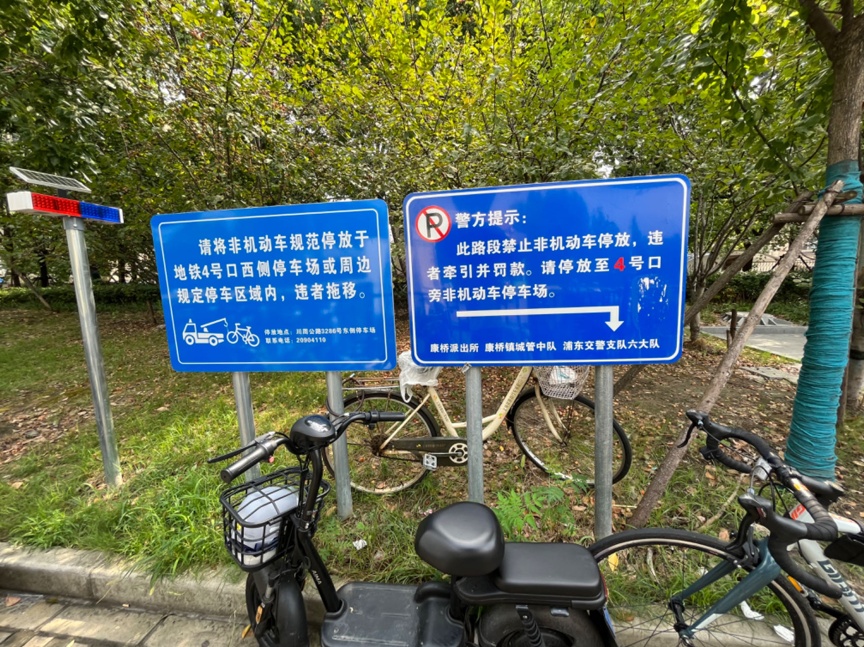 请将非机动车规范停放于
地铁4号口西侧停车场或周边
规定停车区域内，违者拖移。
停发地点：川周公路3286号东侧停车场
联系电话：20904110
P
警方提示：
此路段禁止非机动车停放，违
者牵引并罚款。请停放至4号口
旁非机动车停车场。
康桥派出所 康桥镇城管中队 浦东交警支队六大队